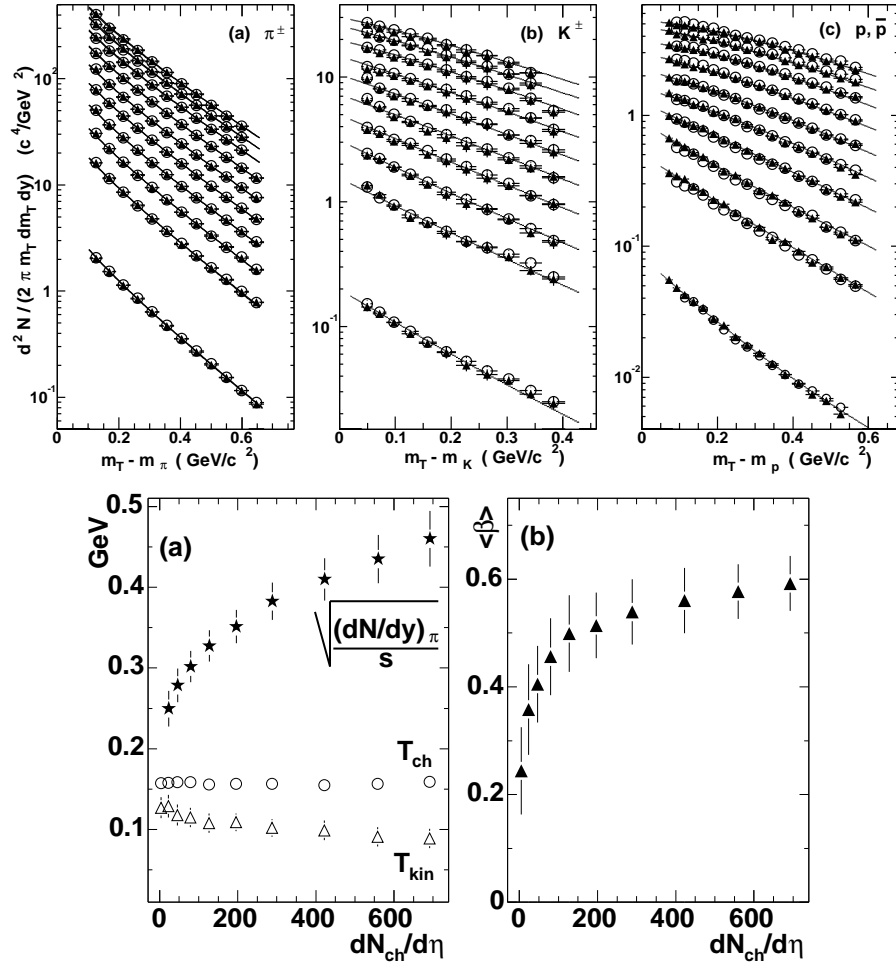 (a) π±
(b) K±
(c) p, p̄
d² N / (2 π m_T dm_T dy) (c⁴/GeV²)
10²
10
1
10⁻¹
10
1
10⁻¹
1
10⁻¹
10⁻²
0 0.2 0.4 0.6
0 0.1 0.2 0.3 0.4
0 0.2 0.4 0.6
m_T - m_π ( GeV/c²)
m_T - m_K ( GeV/c²)
m_T - m_p ( GeV/c²)
GeV
0.5
0.4
0.3
0.2
0.1
(a)
√((dN/dy)_π / s)
T_ch
T_kin
0 200 400 600
dN_ch/dη
<β>
0.6
0.4
0.2
0
(b)
0 200 400 600
dN_ch/dη